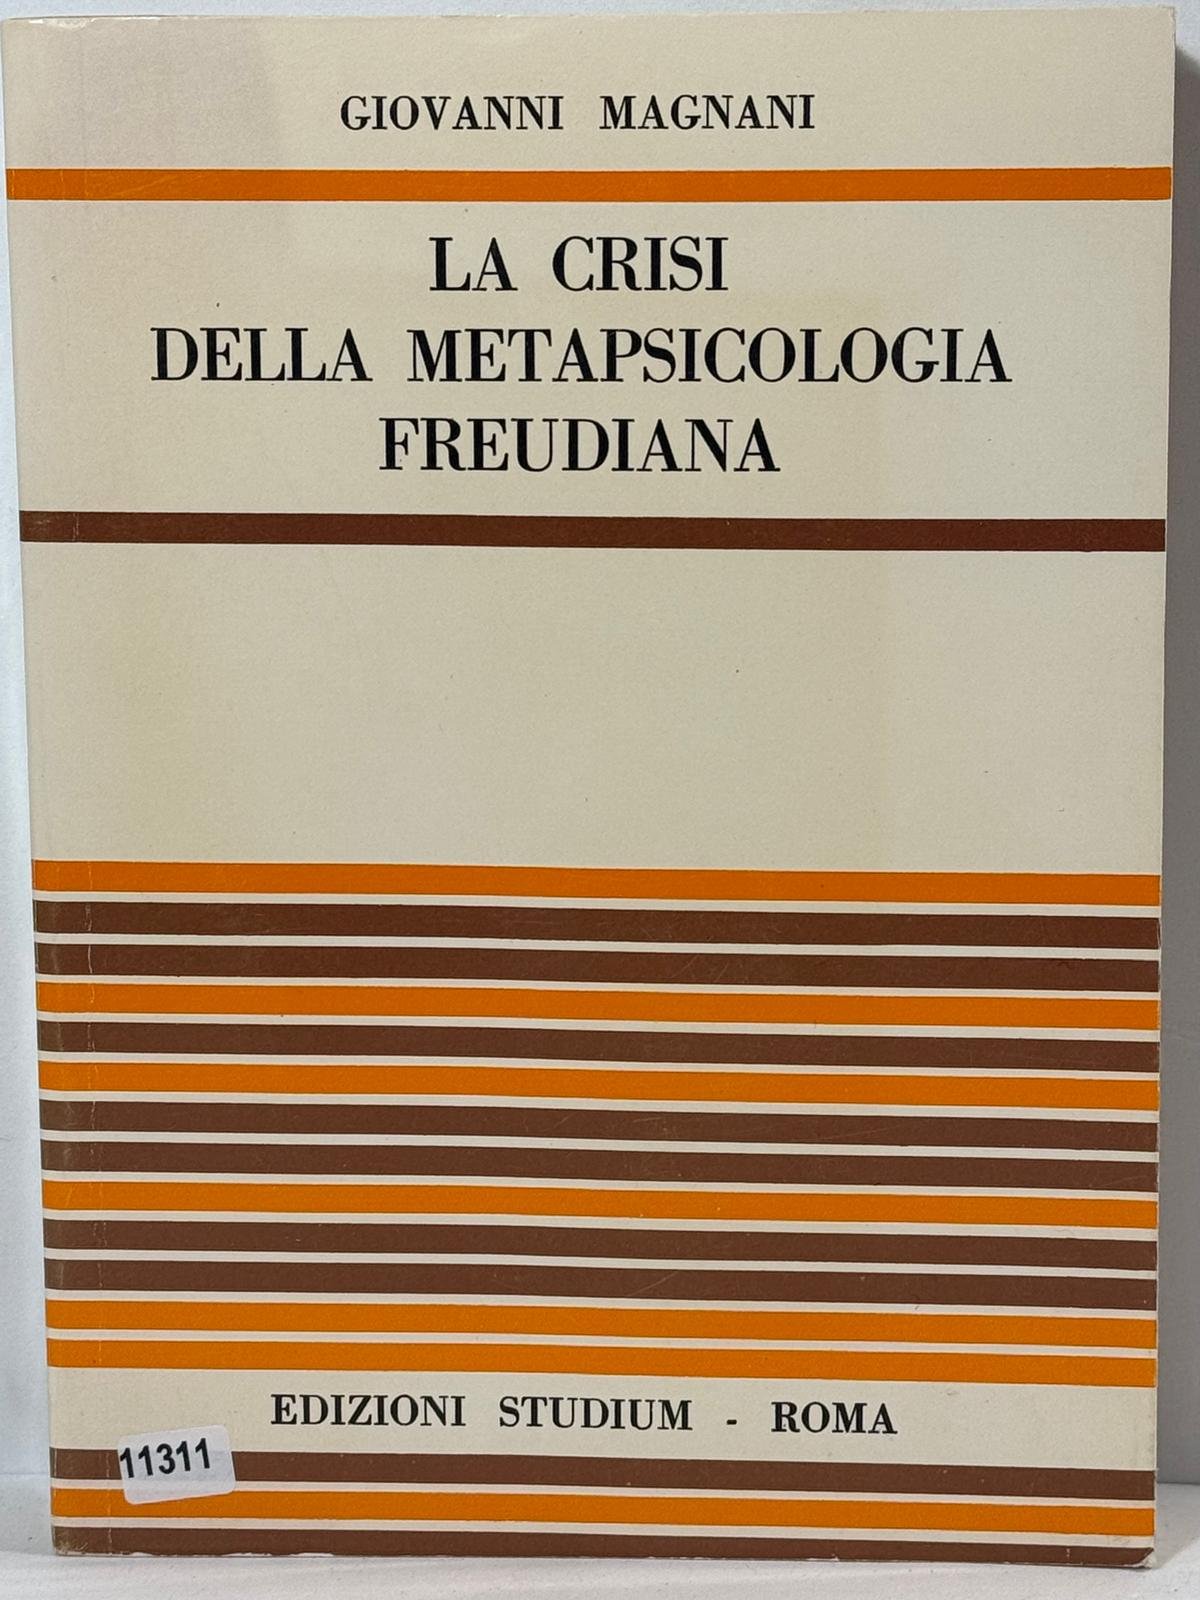 GIOVANNI MAGNANI
LA CRISI
DELLA METAPSICOLOGIA
FREUDIANA
EDIZIONI STUDIUM - ROMA
11311